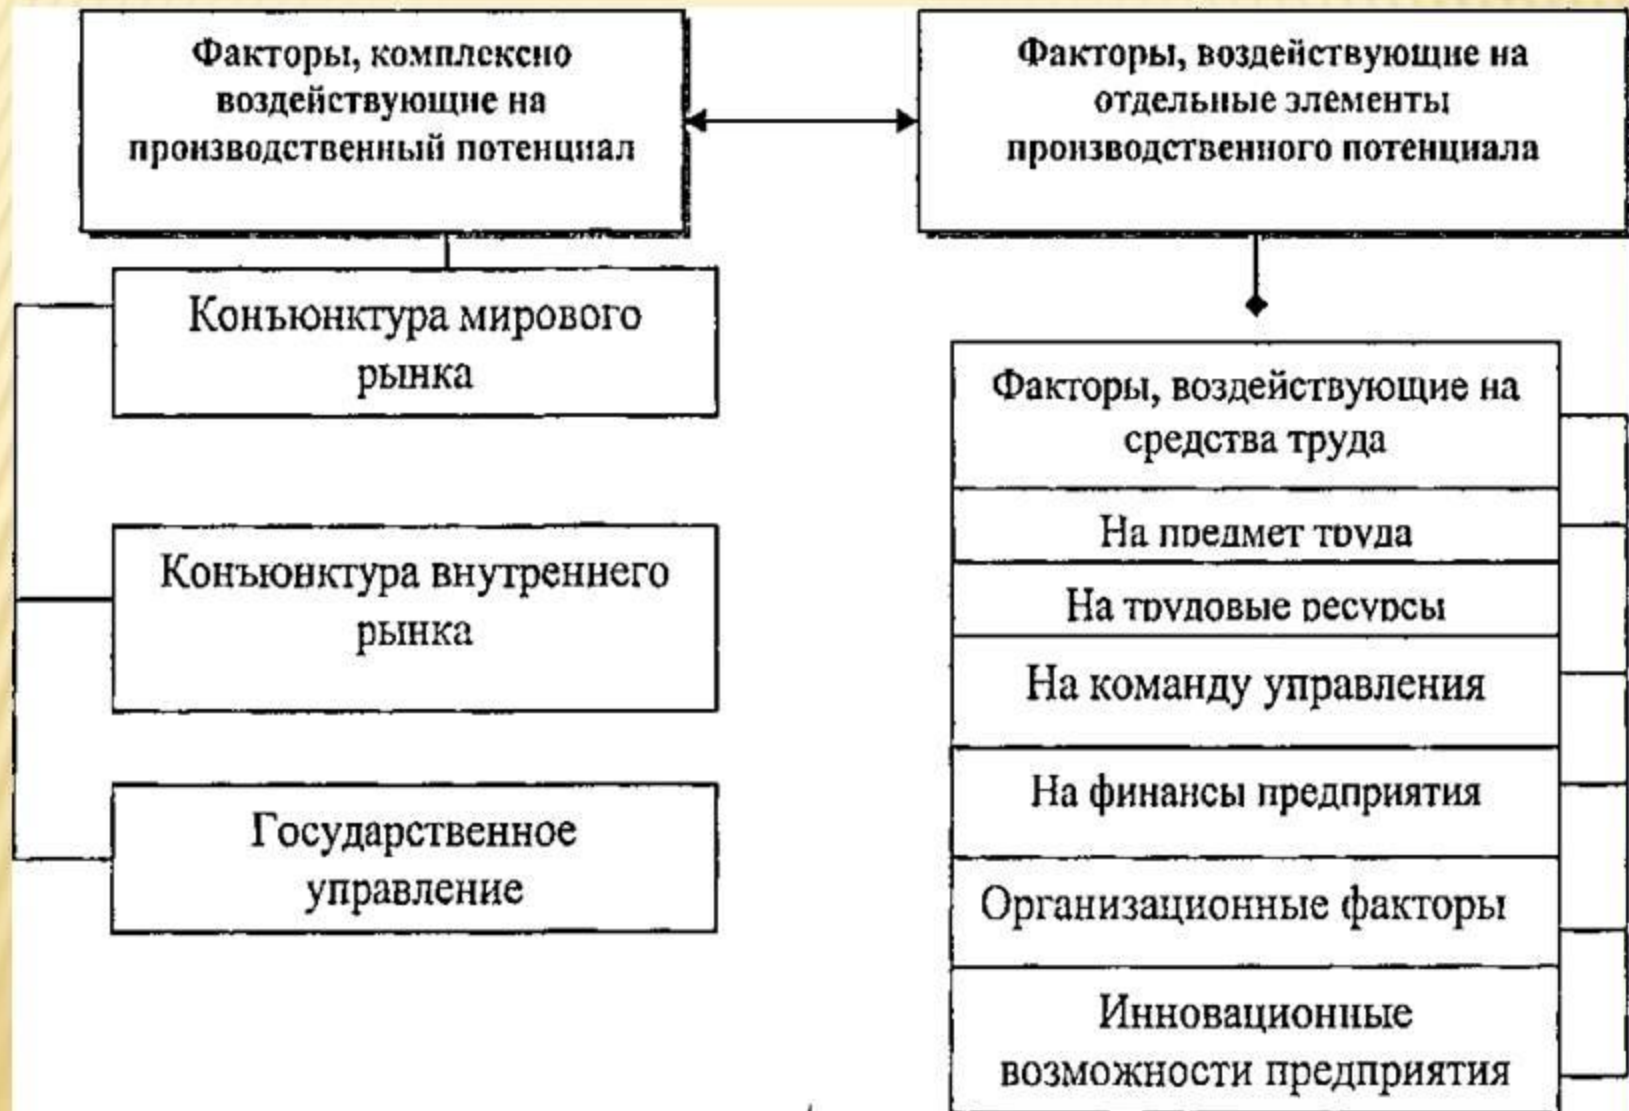 Факторы, комплексно
воздействующие на
производственный потенциал
Факторы, воздействующие на
отдельные элементы
производственного потенциала
Конъюнктура мирового
рынка
Конъюнктура внутреннего
рынка
Государственное
управление
Факторы, воздействующие на
средства труда
На предмет труда
На трудовые ресурсы
На команду управления
На финансы предприятия
Организационные факторы
Инновационные
возможности предприятия